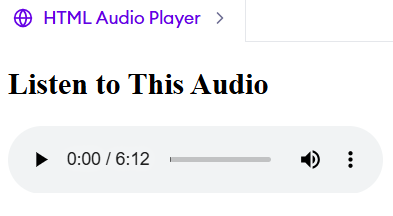 HTML Audio Player
Listen to This Audio
0:00 / 6:12